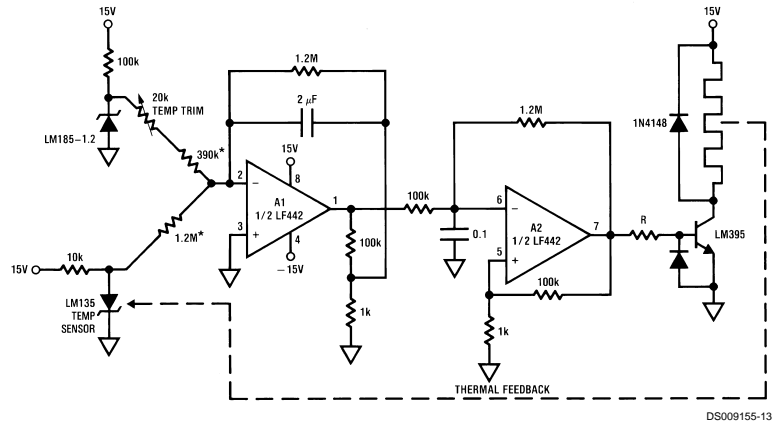 15V
100k
20k
TEMP TRIM
LM185–1.2
390k*
1.2M*
15V
10k
LM135
TEMP
SENSOR
1.2M
2 μF
15V
2
8
−
A1
1/2 LF442
1
3
+
4
−15V
100k
1k
100k
0.1
1.2M
6
−
A2
1/2 LF442
7
5
+
100k
1k
R
15V
1N4148
LM395
THERMAL FEEDBACK
DS009155-13